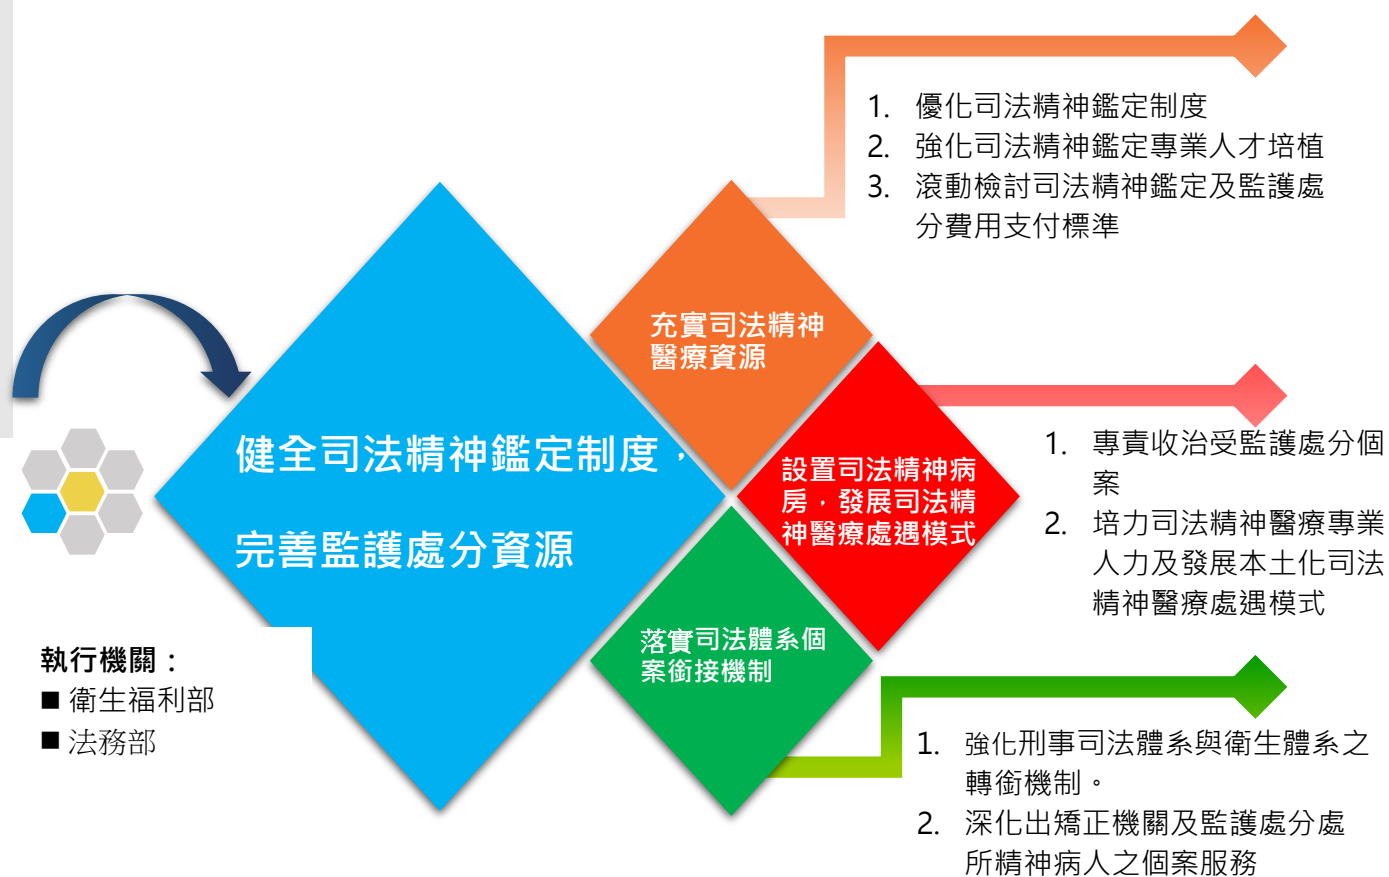 1. 優化司法精神鑑定制度
2. 強化司法精神鑑定專業人才培植
3. 滾動檢討司法精神鑑定及監護處
分費用支付標準
充實司法精神
醫療資源
健全司法精神鑑定制度，
完善監護處分資源
設置司法精神病
房，發展司法精
神醫療處遇模式
1. 專責收治受監護處分個
案
2. 培力司法精神醫療專業
人力及發展本土化司法
精神醫療處遇模式
落實司法體系個
案銜接機制
執行機關：
■ 衛生福利部
■ 法務部
1. 強化刑事司法體系與衛生體系之
轉銜機制。
2. 深化出矯正機關及監護處分處
所精神病人之個案服務